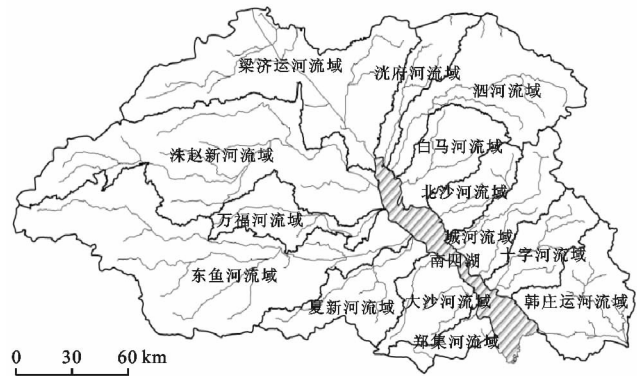 梁济运河流域
洸府河流域
泗河流域
洙赵新河流域
白马河流域
北沙河流域
万福河流域
城河流域
南四湖
十字河流域
东鱼河流域
夏新河流域
大沙河流域
韩庄运河流域
郑集河流域
0 30 60 km